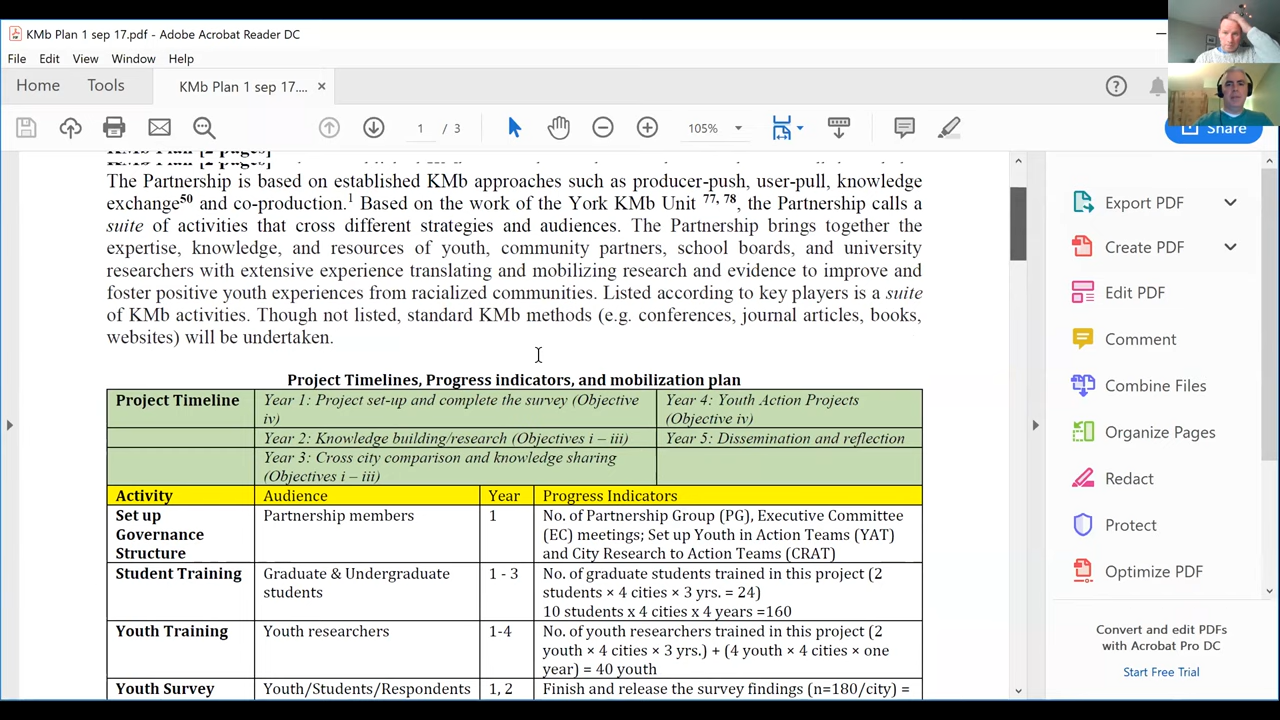 KMb Plan 1 sep 17.pdf - Adobe Acrobat Reader DC
File Edit View Window Help
Home Tools KMb Plan 1 sep 17.... ×
1 / 3 105% Share
KMb Plan [2 pages]
The Partnership is based on established KMb approaches such as producer-push, user-pull, knowledge
exchange50 and co-production.1 Based on the work of the York KMb Unit 77, 78, the Partnership calls a
suite of activities that cross different strategies and audiences. The Partnership brings together the
expertise, knowledge, and resources of youth, community partners, school boards, and university
researchers with extensive experience translating and mobilizing research and evidence to improve and
foster positive youth experiences from racialized communities. Listed according to key players is a suite
of KMb activities. Though not listed, standard KMb methods (e.g. conferences, journal articles, books,
websites) will be undertaken.
Project Timelines, Progress indicators, and mobilization plan
Project Timeline
Year 1: Project set-up and complete the survey (Objective
iv)
Year 4: Youth Action Projects
(Objective iv)
Year 2: Knowledge building/research (Objectives i – iii)
Year 5: Dissemination and reflection
Year 3: Cross city comparison and knowledge sharing
(Objectives i – iii)
Activity Audience Year Progress Indicators
Set up
Governance
Structure
Partnership members
1
No. of Partnership Group (PG), Executive Committee
(EC) meetings; Set up Youth in Action Teams (YAT)
and City Research to Action Teams (CRAT)
Student Training
Graduate & Undergraduate
students
1 - 3
No. of graduate students trained in this project (2
students × 4 cities × 3 yrs. = 24)
10 students x 4 cities x 4 years =160
Youth Training
Youth researchers
1-4
No. of youth researchers trained in this project (2
youth × 4 cities × 3 yrs.) + (4 youth × 4 cities × one
year) = 40 youth
Youth Survey
Youth/Students/Respondents
1, 2
Finish and release the survey findings (n=180/city) =
Export PDF
Create PDF
Edit PDF
Comment
Combine Files
Organize Pages
Redact
Protect
Optimize PDF
Convert and edit PDFs
with Acrobat Pro DC
Start Free Trial